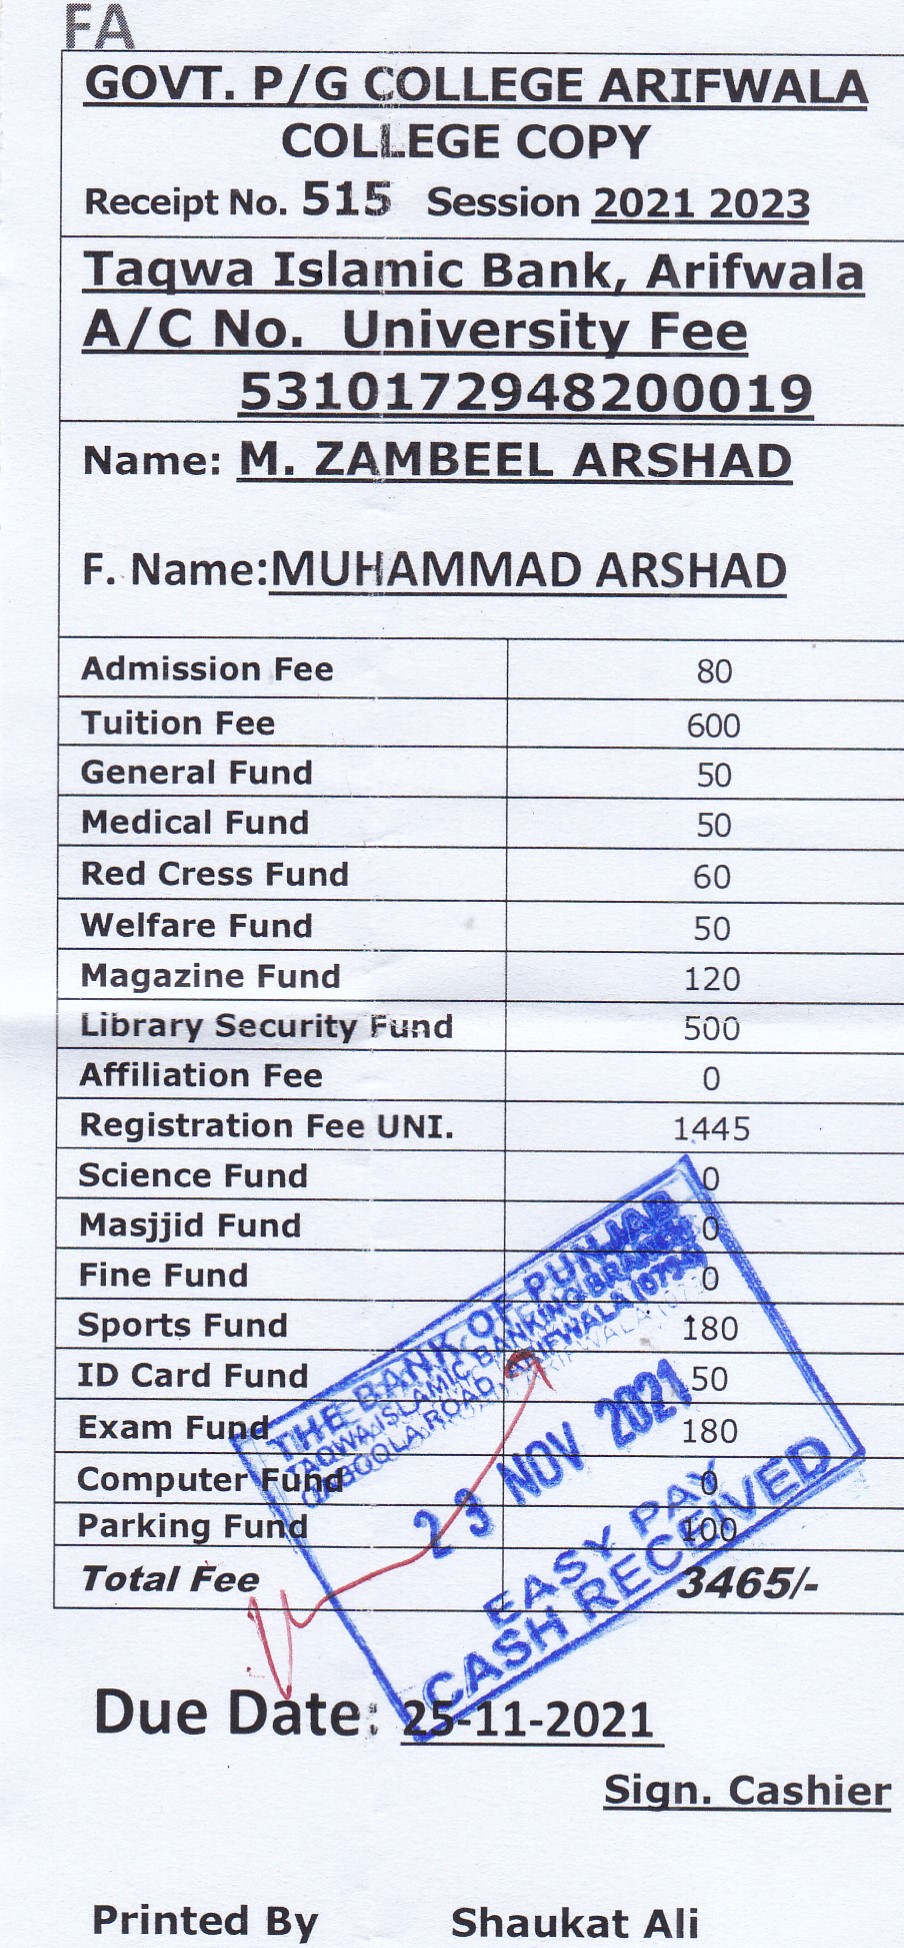 FA
GOVT. P/G COLLEGE ARIFWALA
COLLEGE COPY
Receipt No. 515 Session 2021 2023
Taqwa Islamic Bank, Arifwala
A/C No. University Fee
5310172948200019
Name: M. ZAMBEEL ARSHAD
F. Name:MUHAMMAD ARSHAD
Admission Fee 80
Tuition Fee 600
General Fund 50
Medical Fund 50
Red Cress Fund 60
Welfare Fund 50
Magazine Fund 120
Library Security Fund 500
Affiliation Fee 0
Registration Fee UNI. 1445
Science Fund 0
Masjjid Fund 0
Fine Fund 0
Sports Fund 180
ID Card Fund 50
Exam Fund 180
Computer Fund 0
Parking Fund 100
Total Fee 3465/-
THE BANK OF PUNJAB
TAQWA ISLAMIC BANKING BRANCH
QABOOLA ROAD ARIFWALA (0794)
23 NOV 2021
EASY PAY
CASH RECEIVED
Due Date: 25-11-2021
Sign. Cashier
Printed By Shaukat Ali